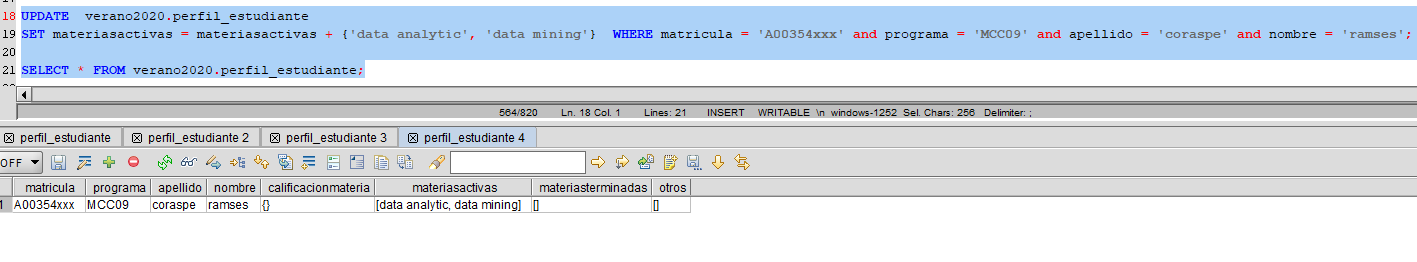 18 UPDATE  verano2020.perfil_estudiante
19 SET materiasactivas = materiasactivas + {'data analytic', 'data mining'}  WHERE matricula = 'A00354xxx' and programa = 'MCC09' and apellido = 'coraspe' and nombre = 'ramses';
20
21 SELECT * FROM verano2020.perfil_estudiante;
564/820 Ln. 18 Col. 1 Lines: 21 INSERT WRITABLE \n windows-1252 Sel. Chars: 256 Delimiter: ;
perfil_estudiante perfil_estudiante 2 perfil_estudiante 3 perfil_estudiante 4
OFF
matricula programa apellido nombre calificacionmateria materiasactivas materiasterminadas otros
1 A00354xxx MCC09 coraspe ramses {} [data analytic, data mining] [] []